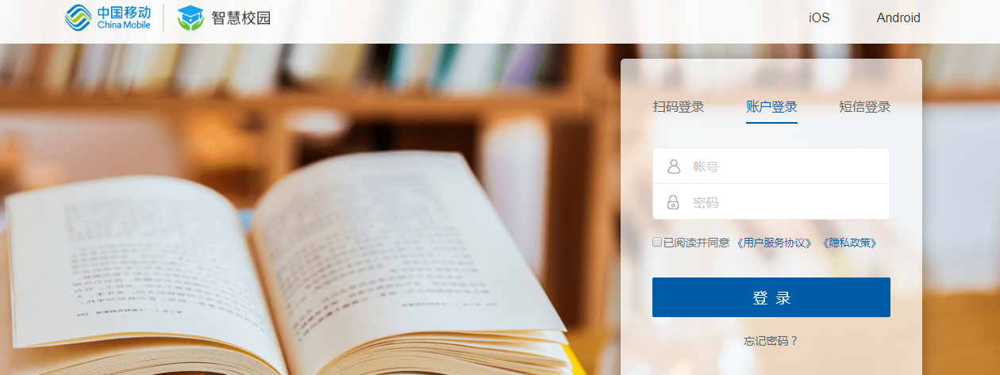 中国移动
China Mobile
智慧校园
iOS
Android
扫码登录
账户登录
短信登录
帐号
密码
已阅读并同意《用户服务协议》《隐私政策》
登 录
忘记密码？